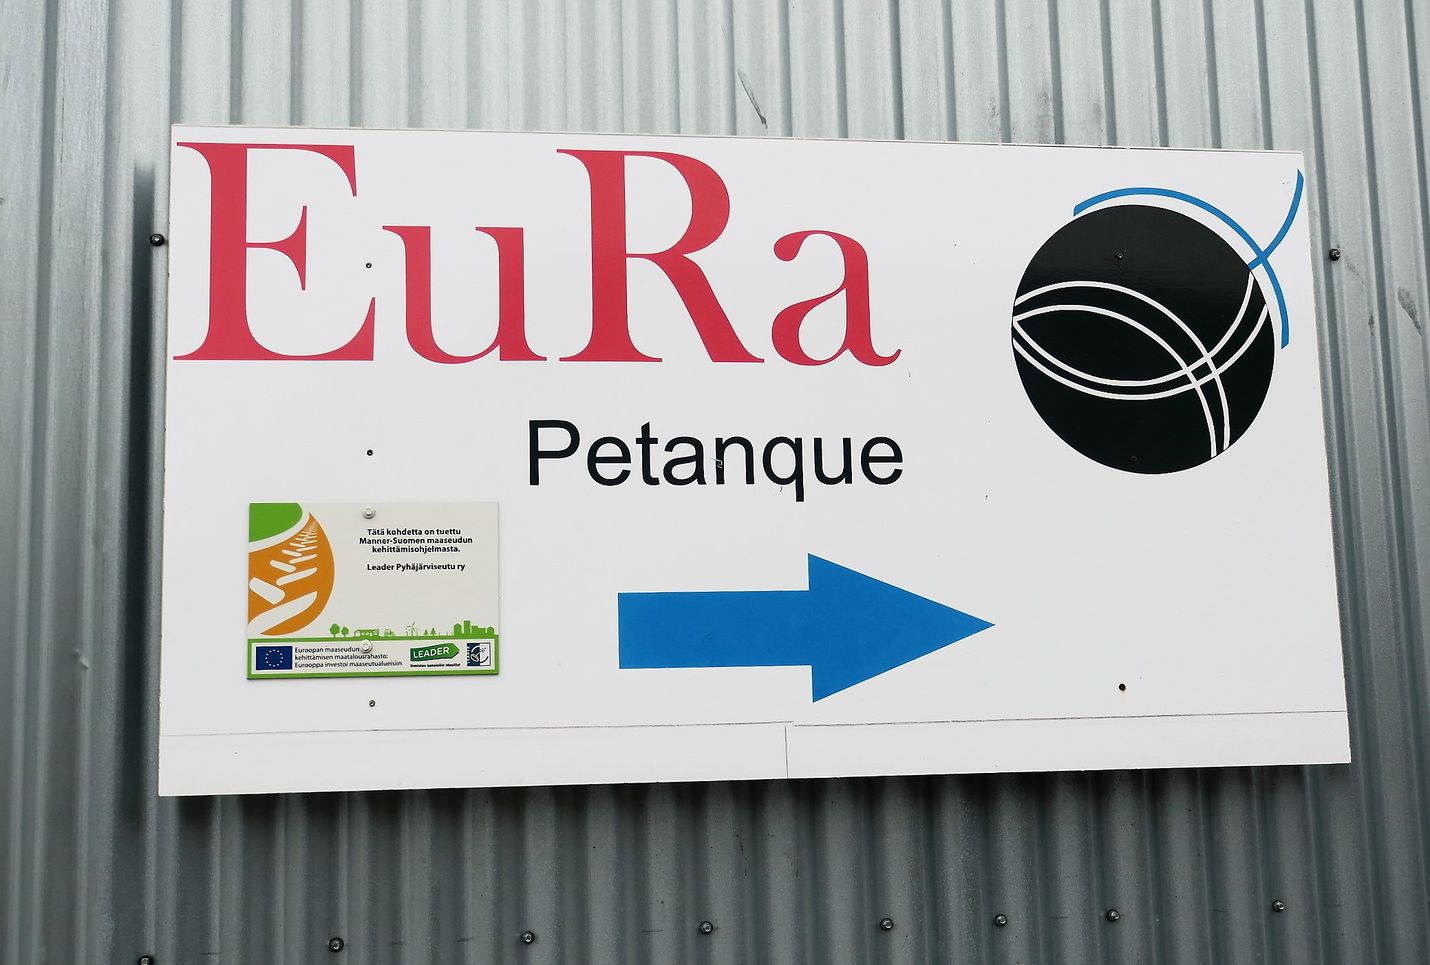 EuRa
Petanque
Tätä kohdetta on tuettu
Manner-Suomen maaseudun
kehittämisohjelmasta.
Leader Pyhäjärviseutu ry
Euroopan maaseudun
kehittämisen maatalousrahasto:
Eurooppa investoi maaseutualueisiin
LEADER